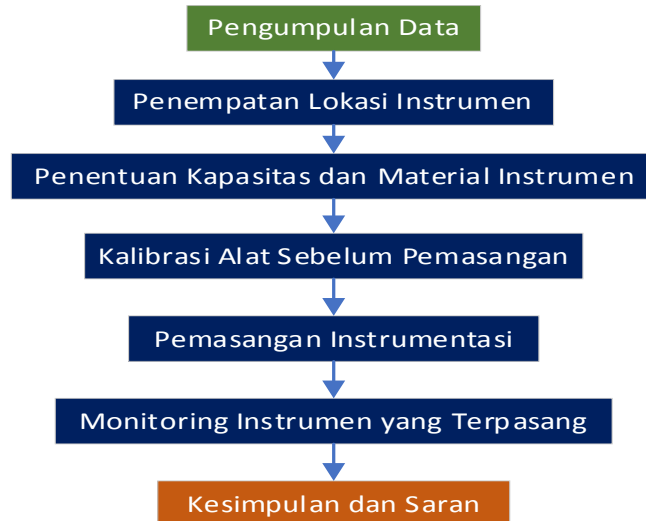 Pengumpulan Data
Penempatan Lokasi Instrumen
Penentuan Kapasitas dan Material Instrumen
Kalibrasi Alat Sebelum Pemasangan
Pemasangan Instrumentasi
Monitoring Instrumen yang Terpasang
Kesimpulan dan Saran